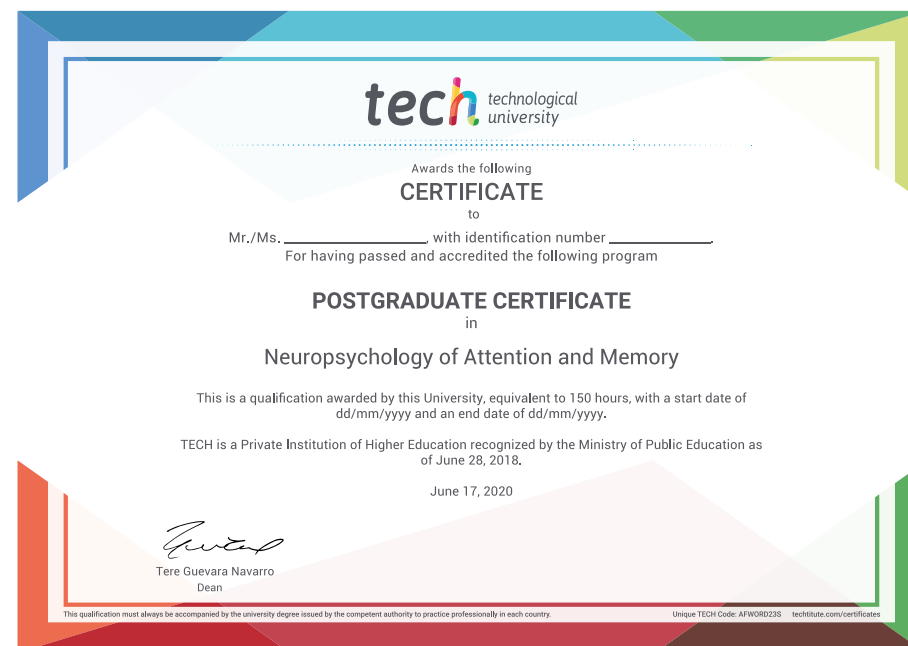 tech technological
university
Awards the following
CERTIFICATE
to
Mr./Ms. ____________, with identification number ____________.
For having passed and accredited the following program
POSTGRADUATE CERTIFICATE
in
Neuropsychology of Attention and Memory
This is a qualification awarded by this University, equivalent to 150 hours, with a start date of
dd/mm/yyyy and an end date of dd/mm/yyyy.
TECH is a Private Institution of Higher Education recognized by the Ministry of Public Education as
of June 28, 2018.
June 17, 2020
Tere Guevara Navarro
Dean
This qualification must always be accompanied by the university degree issued by the competent authority to practice professionally in each country.
Unique TECH Code: AFWORD23S techtitute.com/certificates